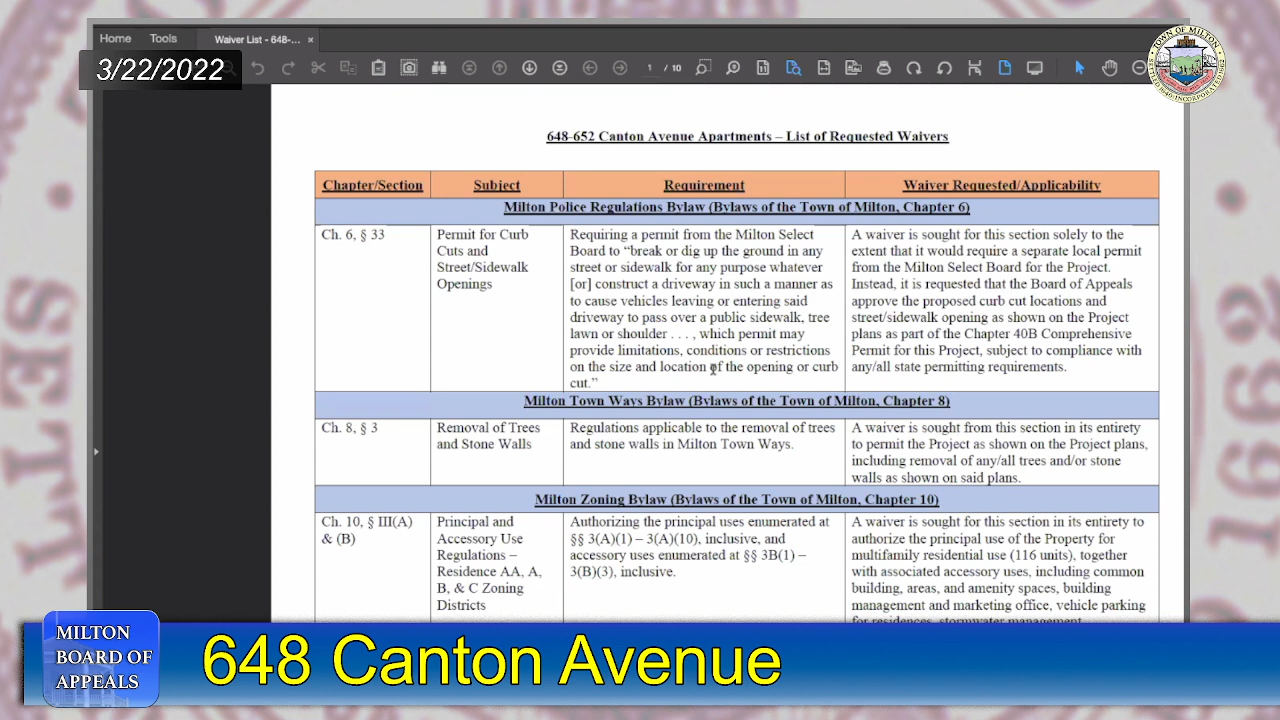 Home Tools Waiver List - 648-... ×
3/22/2022
1 / 10
TOWN OF MILTON
648-652 Canton Avenue Apartments – List of Requested Waivers
Chapter/Section Subject Requirement Waiver Requested/Applicability
Milton Police Regulations Bylaw (Bylaws of the Town of Milton, Chapter 6)
Ch. 6, § 33
Permit for Curb
Cuts and
Street/Sidewalk
Openings
Requiring a permit from the Milton Select
Board to “break or dig up the ground in any
street or sidewalk for any purpose whatever
[or] construct a driveway in such a manner as
to cause vehicles leaving or entering said
driveway to pass over a public sidewalk, tree
lawn or shoulder . . . , which permit may
provide limitations, conditions or restrictions
on the size and location of the opening or curb
cut.”
A waiver is sought for this section solely to the
extent that it would require a separate local permit
from the Milton Select Board for the Project.
Instead, it is requested that the Board of Appeals
approve the proposed curb cut locations and
street/sidewalk opening as shown on the Project
plans as part of the Chapter 40B Comprehensive
Permit for this Project, subject to compliance with
any/all state permitting requirements.
Milton Town Ways Bylaw (Bylaws of the Town of Milton, Chapter 8)
Ch. 8, § 3
Removal of Trees
and Stone Walls
Regulations applicable to the removal of trees
and stone walls in Milton Town Ways.
A waiver is sought from this section in its entirety
to permit the Project as shown on the Project plans,
including removal of any/all trees and/or stone
walls as shown on said plans.
Milton Zoning Bylaw (Bylaws of the Town of Milton, Chapter 10)
Ch. 10, § III(A)
& (B)
Principal and
Accessory Use
Regulations –
Residence AA, A,
B, & C Zoning
Districts
Authorizing the principal uses enumerated at
§§ 3(A)(1) – 3(A)(10), inclusive, and
accessory uses enumerated at §§ 3B(1) –
3(B)(3), inclusive.
A waiver is sought for this section in its entirety to
authorize the principal use of the Property for
multifamily residential use (116 units), together
with associated accessory uses, including common
building, areas, and amenity spaces, building
management and marketing office, vehicle parking
for residences, stormwater management
MILTON
BOARD OF
APPEALS
648 Canton Avenue